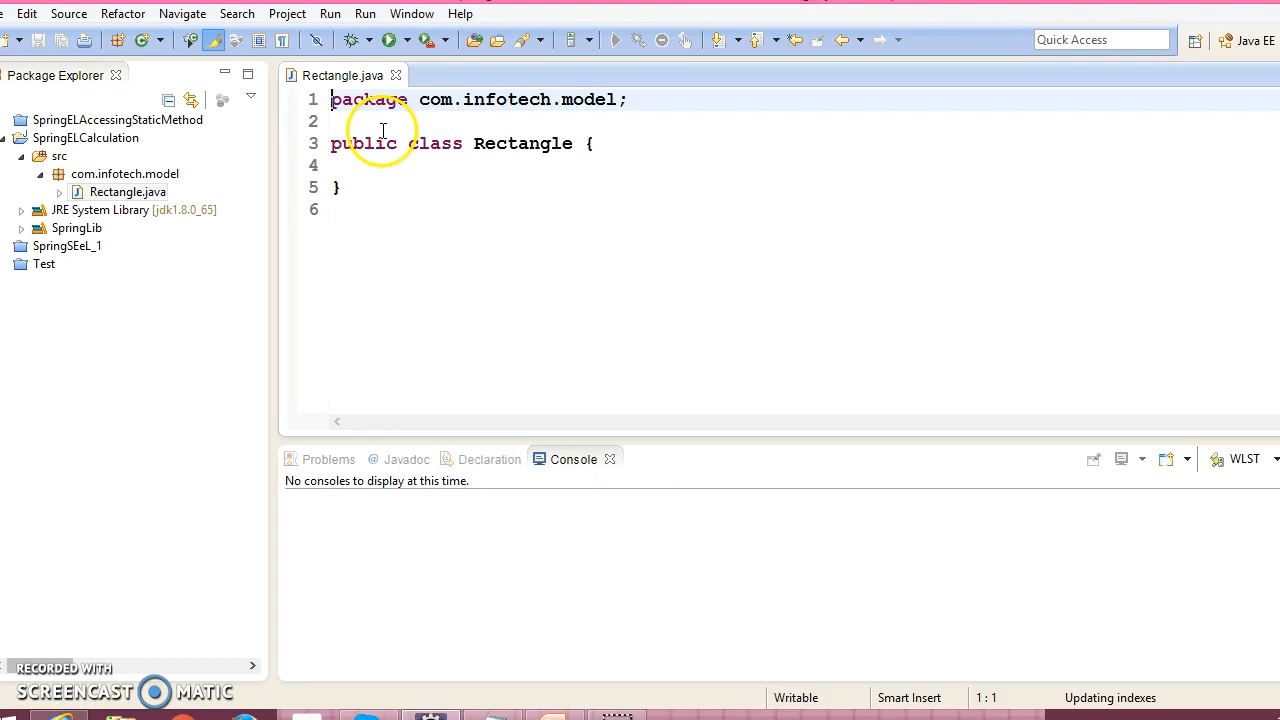 Edit Source Refactor Navigate Search Project Run Run Window Help
Quick Access
Java EE
Package Explorer
SpringELAccessingStaticMethod
SpringELCalculation
src
com.infotech.model
Rectangle.java
JRE System Library [jdk1.8.0_65]
SpringLib
SpringSEeL_1
Test
Rectangle.java
1 package com.infotech.model;
2
3 public class Rectangle {
4
5 }
6
Problems @ Javadoc Declaration Console
WLST
No consoles to display at this time.
RECORDED WITH
SCREENCAST MATIC
Writable Smart Insert 1 : 1 Updating indexes